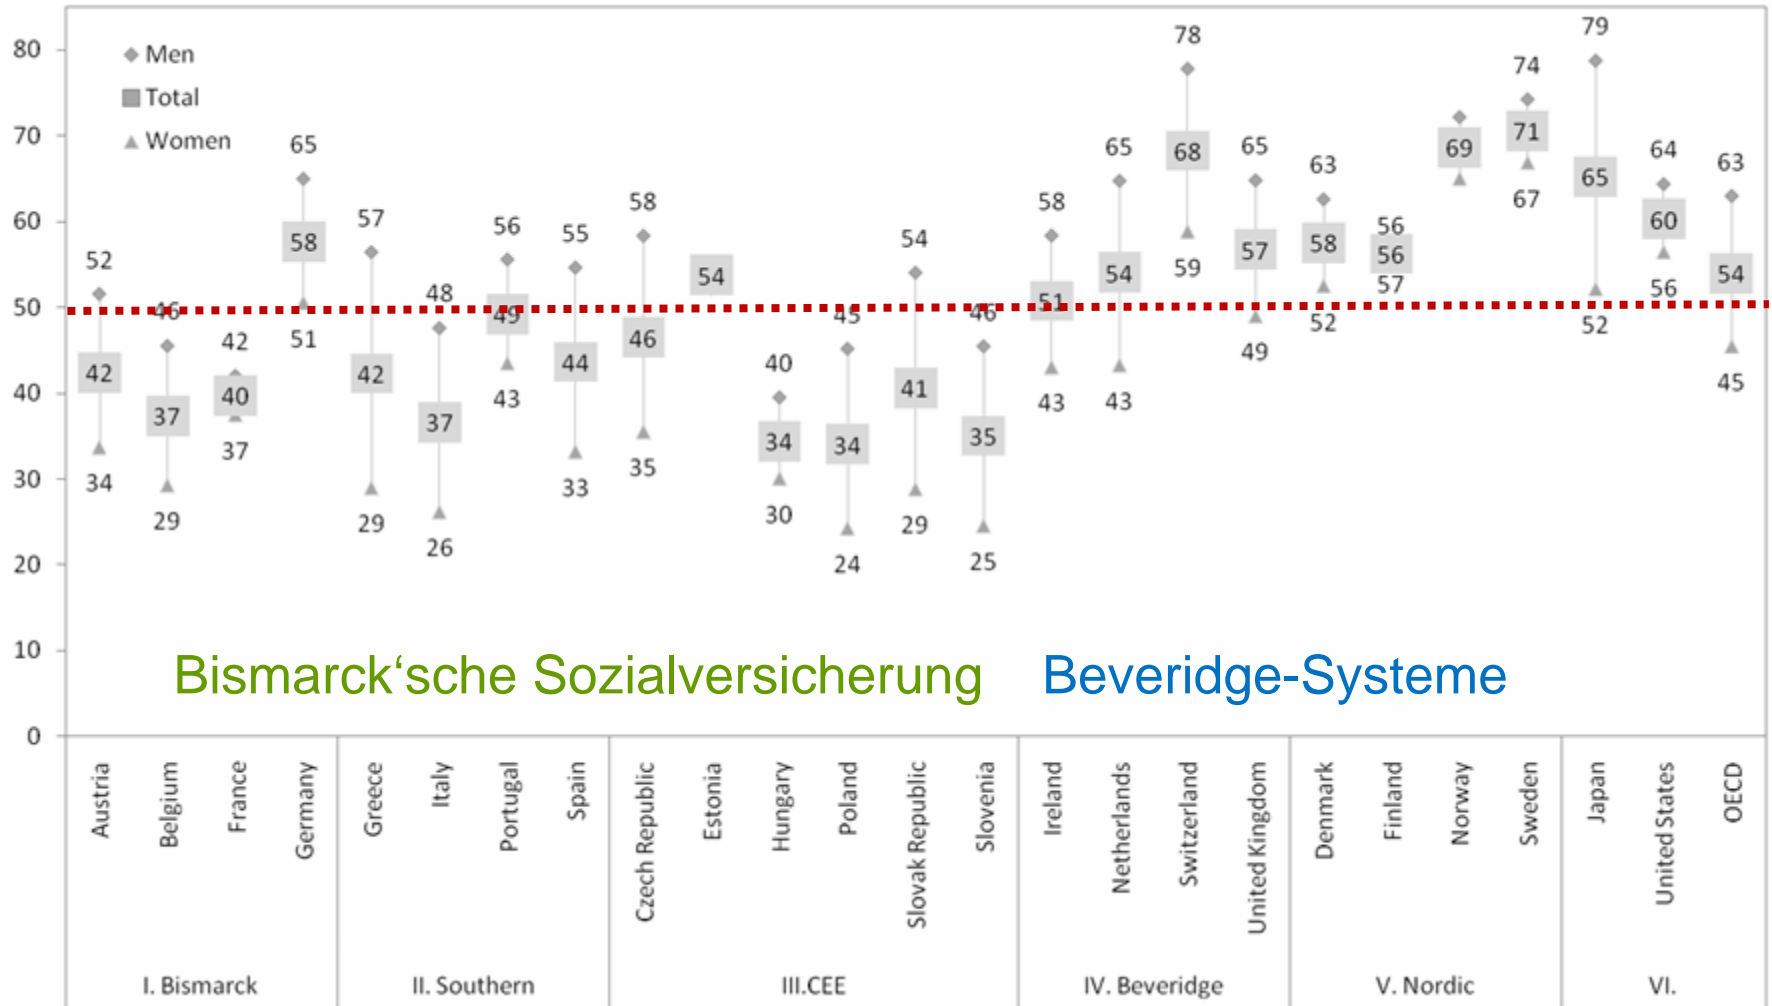 80
70
60
50
40
30
20
10
0
Men
Total
Women
52
42
34
46
37
29
42
40
37
65
58
51
57
42
29
48
37
26
56
49
43
55
44
33
58
46
35
54
40
34
30
45
34
24
54
41
29
46
35
25
58
51
43
65
54
43
78
68
59
65
57
49
63
58
52
56
56
57
69
74
71
67
79
65
52
64
60
56
63
54
45
Bismarck‘sche Sozialversicherung
Beveridge-Systeme
Austria
Belgium
France
Germany
Greece
Italy
Portugal
Spain
Czech Republic
Estonia
Hungary
Poland
Slovak Republic
Slovenia
Ireland
Netherlands
Switzerland
United Kingdom
Denmark
Finland
Norway
Sweden
Japan
United States
OECD
I. Bismarck
II. Southern
III.CEE
IV. Beveridge
V. Nordic
VI.